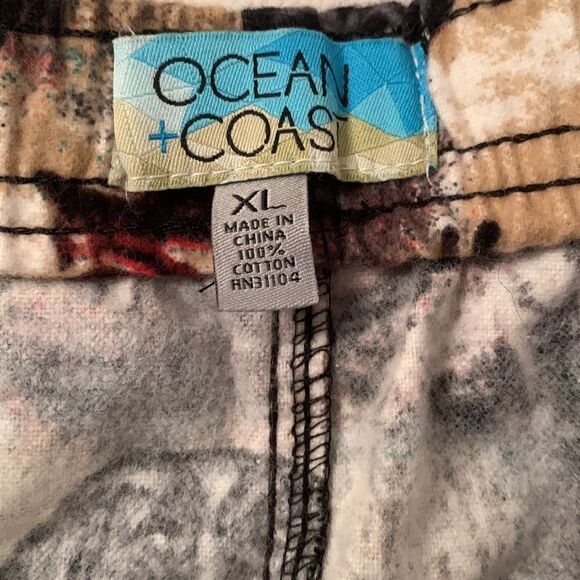 OCEAN
+COAST
XL
MADE IN
CHINA
100%
COTTON
RN31104